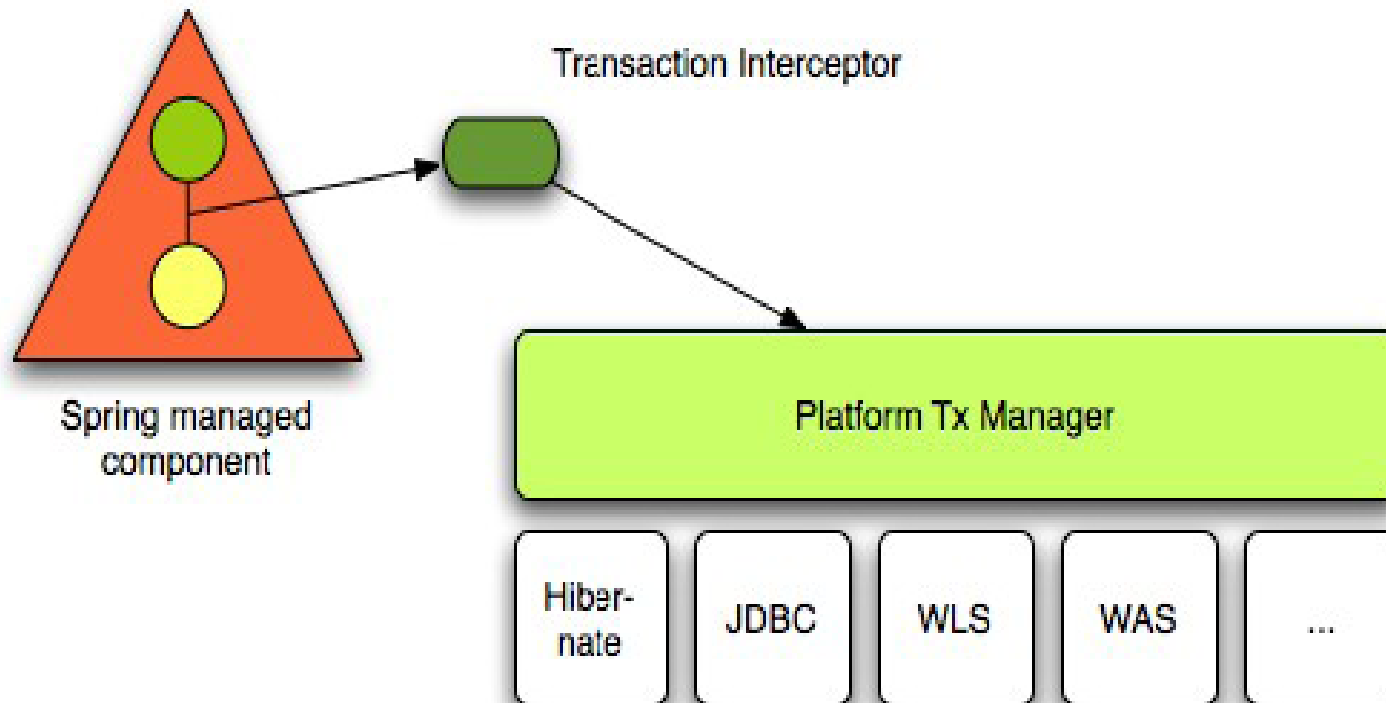 Transaction Interceptor
Spring managed
component
Platform Tx Manager
Hiber-
nate
JDBC
WLS
WAS
...